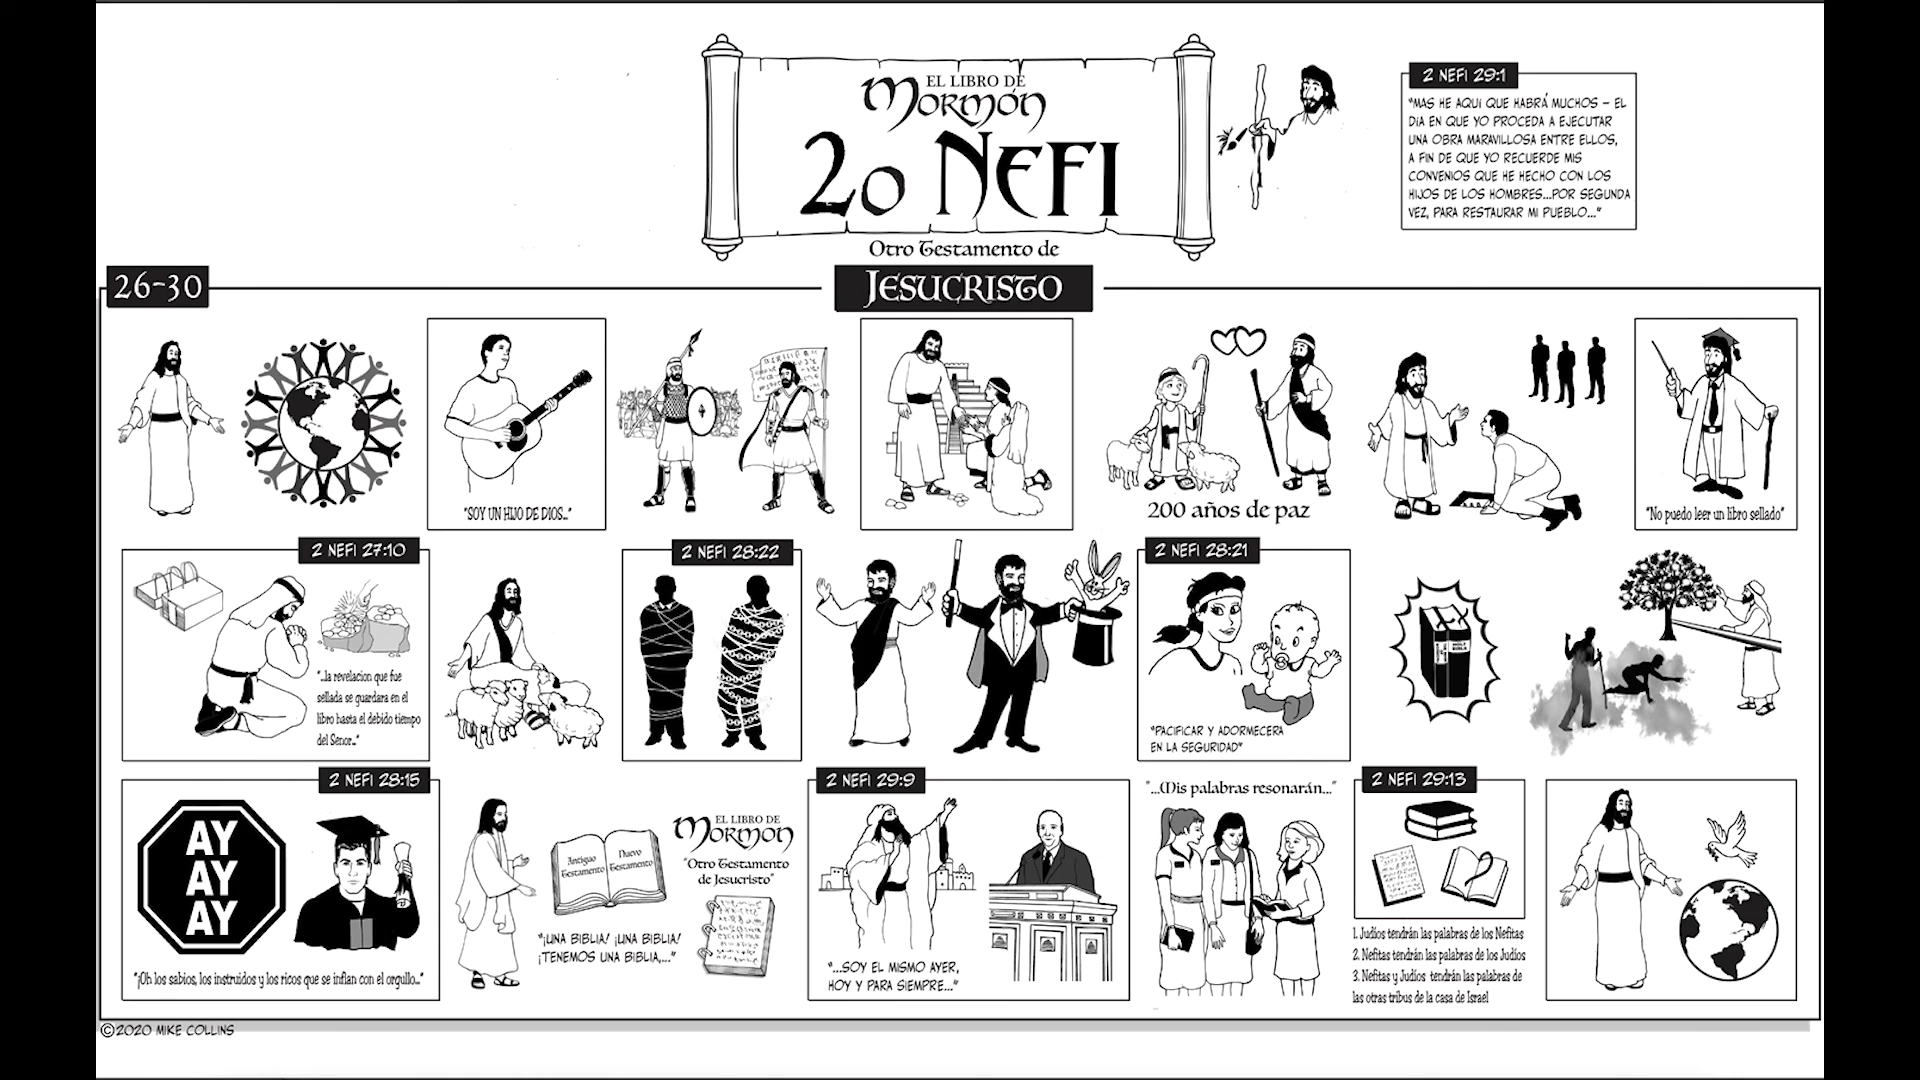 EL LIBRO DE
MORMÓN
2o NEFI
Otro Testamento de
JESUCRISTO
2 NEFI 29:1
"MAS HE AQUI QUE HABRÁ MUCHOS – EL
DIA EN QUE YO PROCEDA A EJECUTAR
UNA OBRA MARAVILLOSA ENTRE ELLOS,
A FIN DE QUE YO RECUERDE MIS
CONVENIOS QUE HE HECHO CON LOS
HIJOS DE LOS HOMBRES...POR SEGUNDA
VEZ, PARA RESTAURAR MI PUEBLO..."
26-30
"SOY UN HIJO DE DIOS..."
200 años de paz
"No puedo leer un libro sellado"
2 NEFI 27:10
"...la revelacion que fue
sellada se guardara en el
libro hasta el debido tiempo
del Senor..."
2 NEFI 28:22
2 NEFI 28:21
"PACIFICAR Y ADORMECERA
EN LA SEGURIDAD"
2 NEFI 28:15
AY
AY
AY
"¡Oh los sabios, los instruidos y los ricos que se inflan con el orgullo..."
Antiguo
Testamento
Nuevo
Testamento
"¡UNA BIBLIA! ¡UNA BIBLIA!
¡TENEMOS UNA BIBLIA,..."
EL LIBRO DE
MORMON
"Otro Testamento
de Jesucristo"
2 NEFI 29:9
"...SOY EL MISMO AYER,
HOY Y PARA SIEMPRE..."
"...Mis palabras resonarán..."
2 NEFI 29:13
1. Judíos tendrán las palabras de los Nefitas
2. Nefitas tendrán las palabras de los Judíos
3. Nefitas y Judíos tendrán las palabras de
las otras tribus de la casa de Israel
©2020 MIKE COLLINS